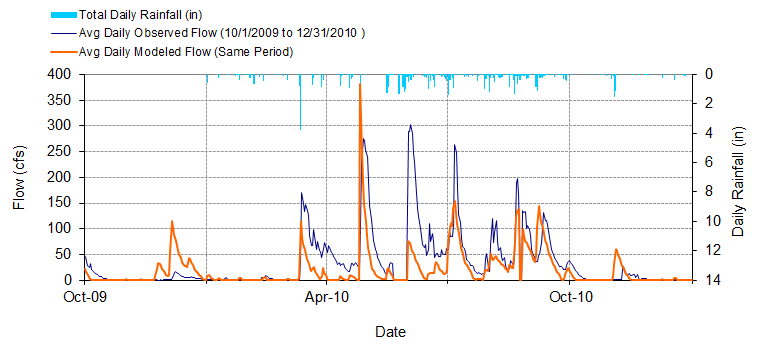 Total Daily Rainfall (in)
Avg Daily Observed Flow (10/1/2009 to 12/31/2010 )
Avg Daily Modeled Flow (Same Period)
400
350
300
250
200
150
100
50
0
Flow (cfs)
0
2
4
6
8
10
12
14
Daily Rainfall (in)
Oct-09
Apr-10
Oct-10
Date